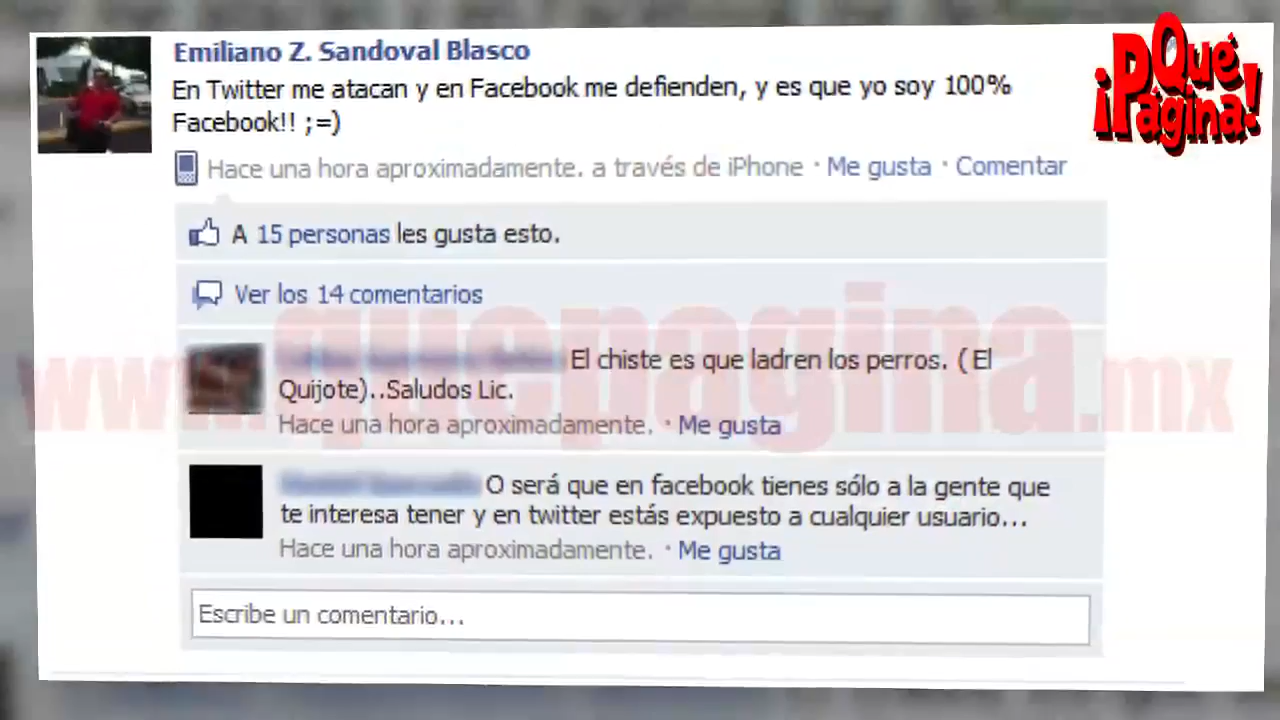 Emiliano Z. Sandoval Blasco
En Twitter me atacan y en Facebook me defienden, y es que yo soy 100%
Facebook!! ;=)
Hace una hora aproximadamente. a través de iPhone · Me gusta · Comentar
A 15 personas les gusta esto.
Ver los 14 comentarios
El chiste es que ladren los perros. ( El
Quijote)..Saludos Lic.
Hace una hora aproximadamente. · Me gusta
O será que en facebook tienes sólo a la gente que
te interesa tener y en twitter estás expuesto a cualquier usuario...
Hace una hora aproximadamente. · Me gusta
Escribe un comentario...
¡Qué
Página!
www.quepagina.mx